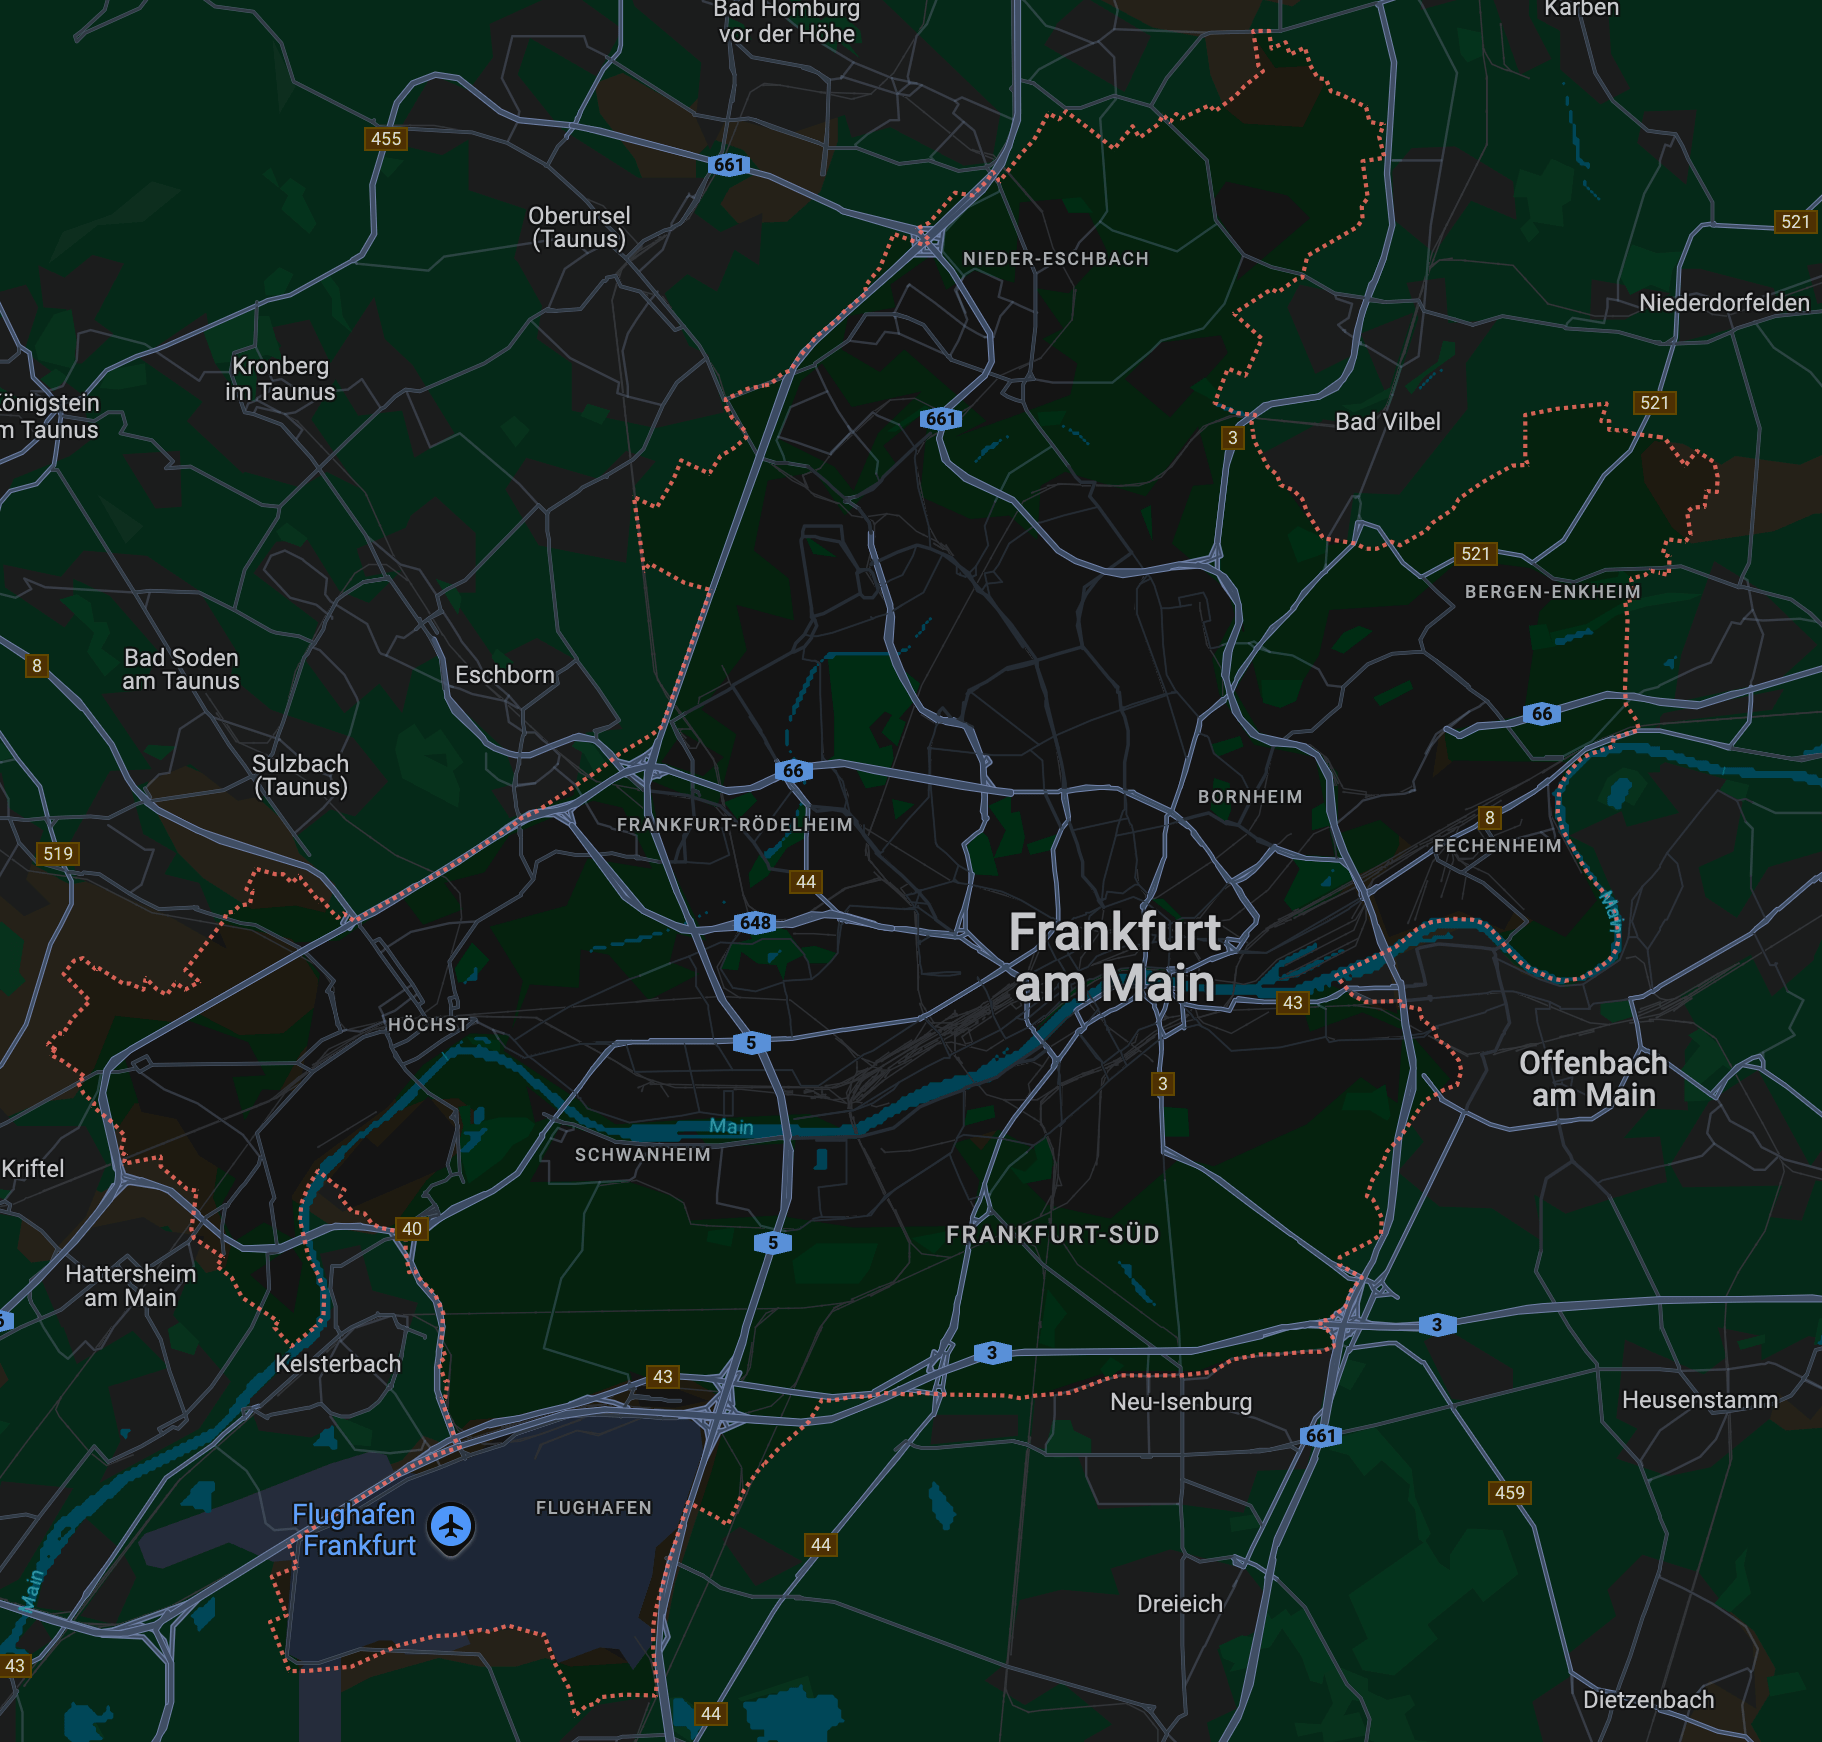 Bad Homburg
vor der Höhe
Karben
455
661
Oberursel
(Taunus)
521
NIEDER-ESCHBACH
Niederdorfelden
Kronberg
im Taunus
önigstein
m Taunus
661
3
Bad Vilbel
521
521
BERGEN-ENKHEIM
8
Bad Soden
am Taunus
Eschborn
66
Sulzbach
(Taunus)
66
BORNHEIM
8
FRANKFURT-RÖDELHEIM
FECHENHEIM
519
44
648
Main
Frankfurt
am Main
43
HÖCHST
5
Offenbach
am Main
3
Main
SCHWANHEIM
Kriftel
40
5
FRANKFURT-SÜD
Hattersheim
am Main
6
3
3
Kelsterbach
43
Neu-Isenburg
Heusenstamm
661
459
Flughafen
Frankfurt
FLUGHAFEN
44
Main
Dreieich
43
44
Dietzenbach